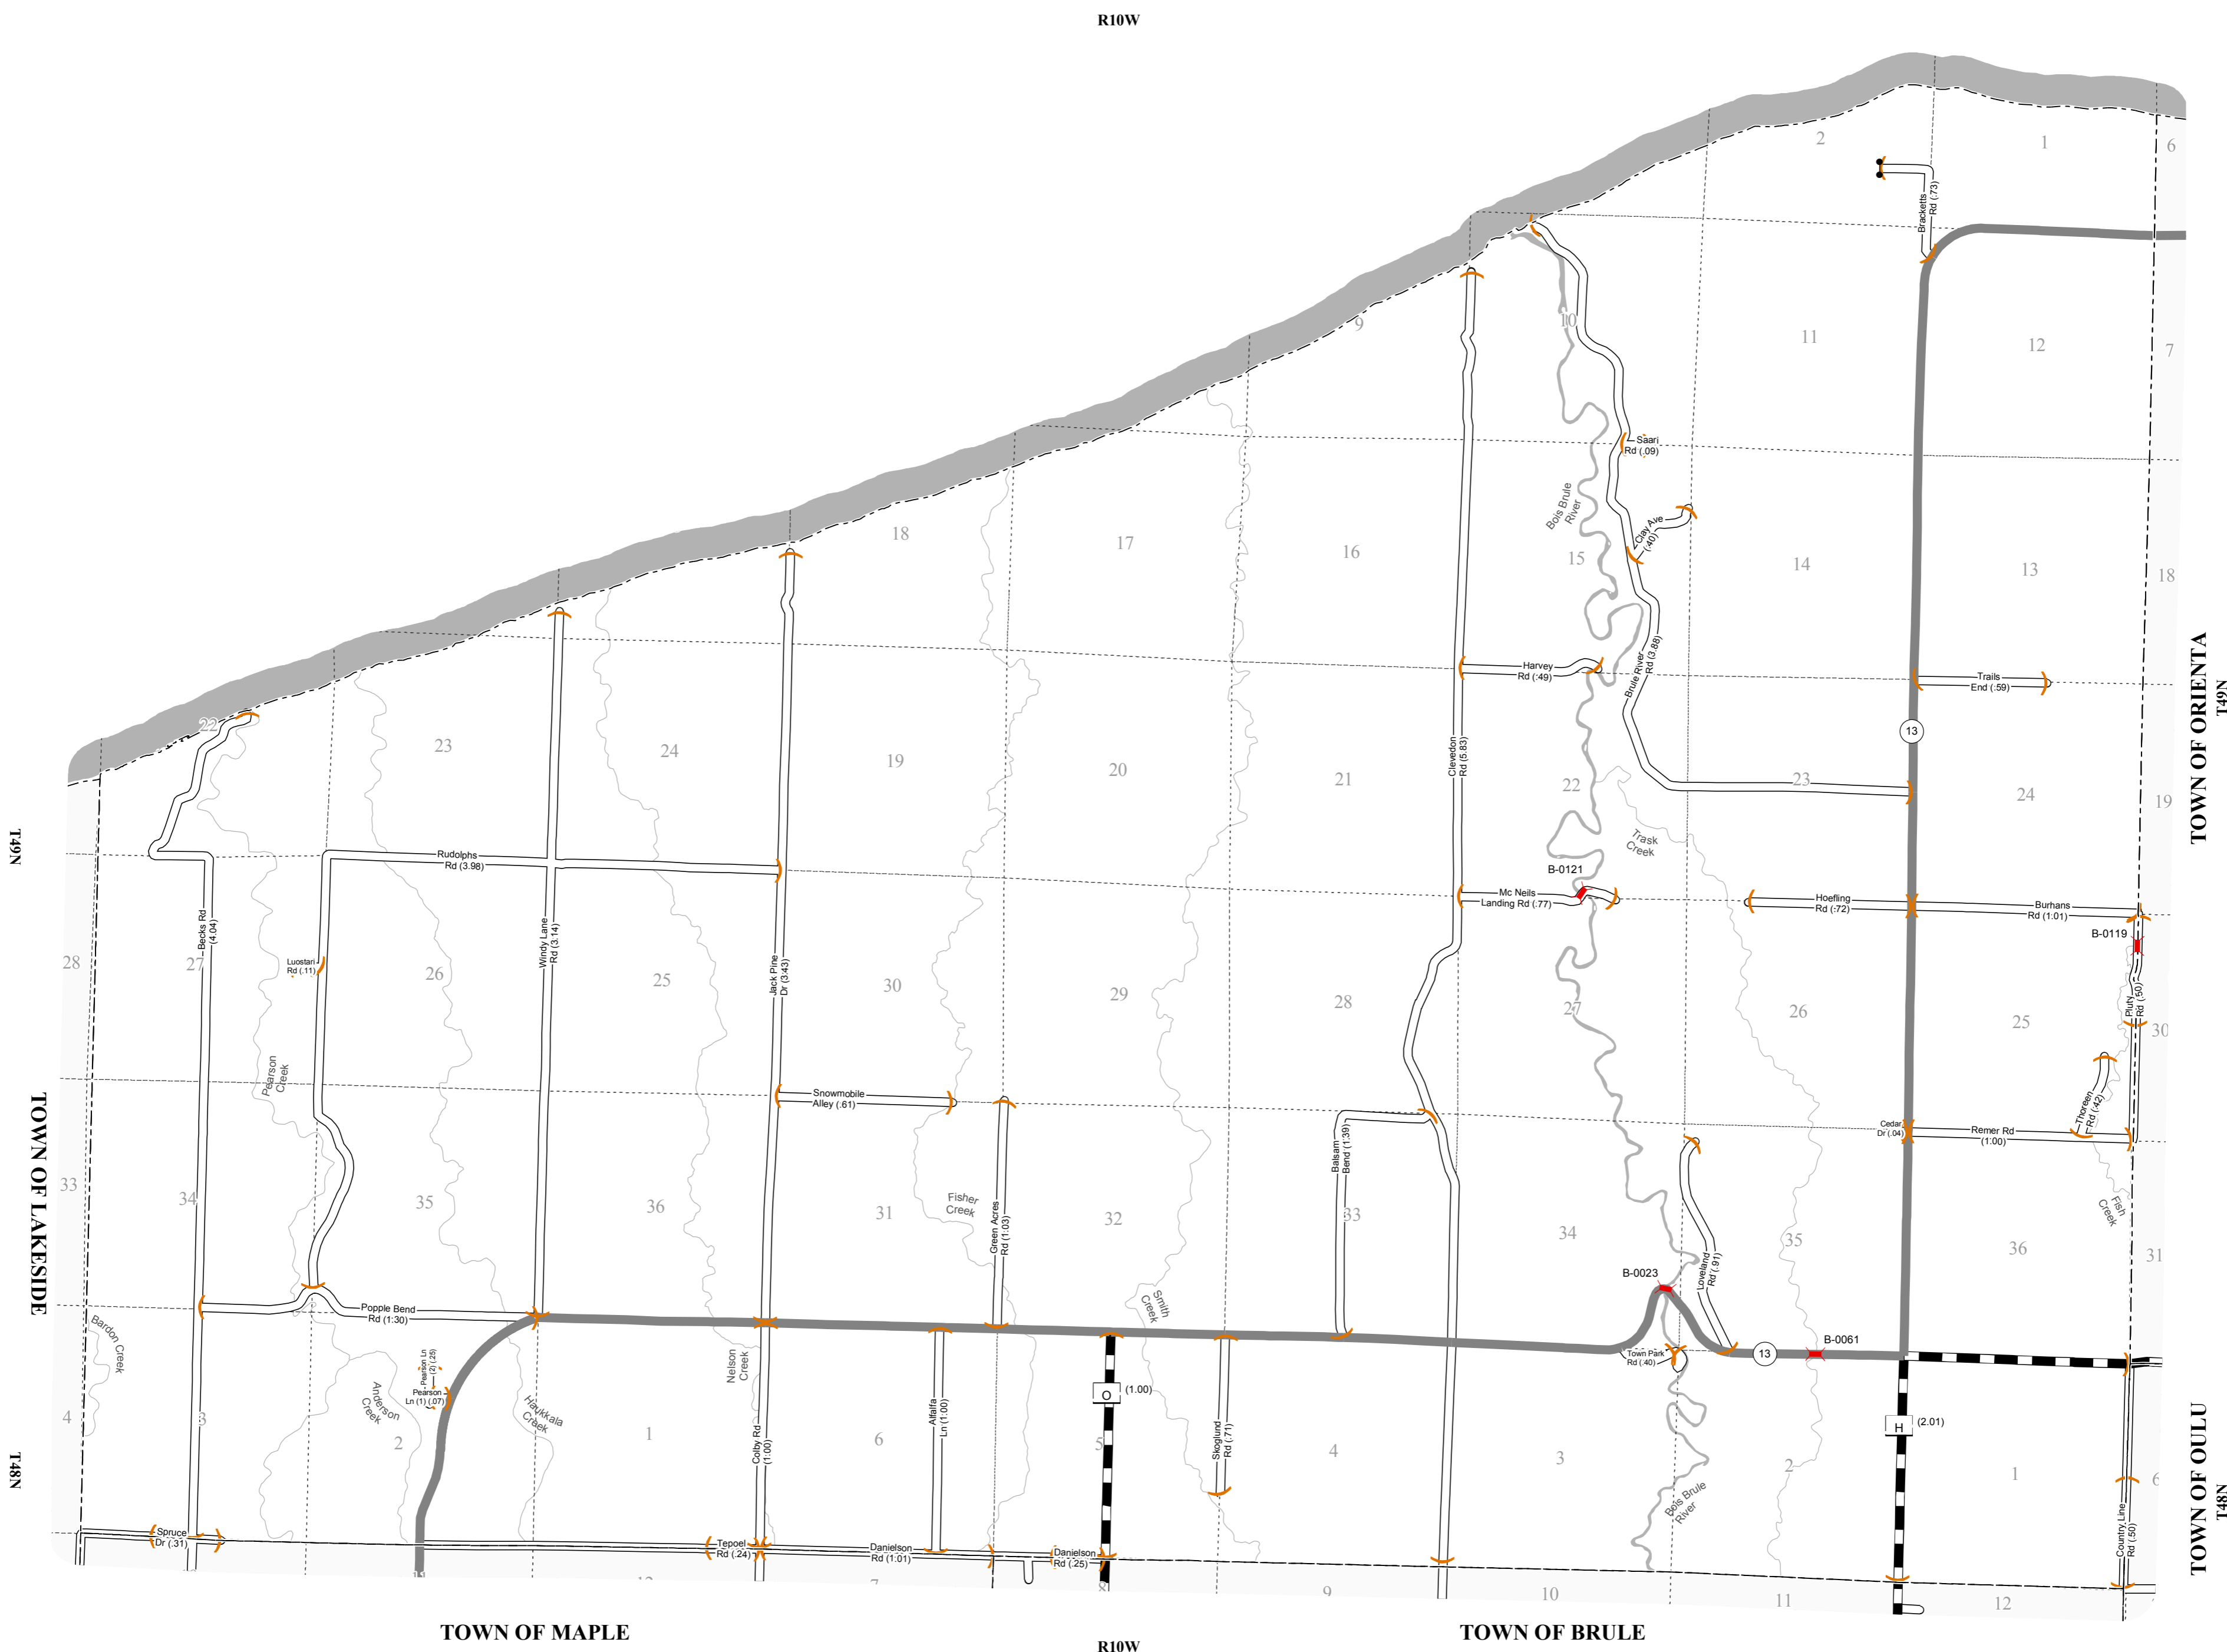 R10W
2
1
6
Bracketts
Rd (.73)
9
10
11
12
7
Saari
Rd (.09)
Bois Brule
River
Clay Ave
(.40)
18
17
16
15
14
13
18
Harvey
Rd (.49)
Brule River
Rd (3.88)
Trails
End (.59)
TOWN OF ORIENTA
T49N
13
22
23
24
19
20
21
Clevedon
Rd (5.83)
22
23
24
19
T49N
Trask
Creek
Rudolphs
Rd (3.98)
B-0121
Mc Neils
Landing Rd (.77)
Hoefling
Rd (.72)
Burhans
Rd (1.01)
B-0119
Becks Rd
(4.04)
Windy Lane
Rd (3.14)
Jack Pine
Dr (3.43)
28
27
Luostari
Rd (.11)
26
25
30
29
28
27
26
25
Pluty
Rd (.50)
30
Pearson
Creek
Snowmobile
Alley (.61)
Thoreen
Rd (.42)
Balsam
Bend (1.39)
Cedar
Dr (.04)
Remer Rd
(1.00)
TOWN OF LAKESIDE
33
34
35
36
31
Fisher
Creek
Green Acres
Rd (1.03)
32
33
34
35
36
Fish
Creek
31
Loveland
Rd (.91)
B-0023
Smith
Creek
Popple Bend
Rd (1.30)
Bardon Creek
Nelson
Creek
Town Park
Rd (.40)
13
B-0061
Pearson Ln
(2) (.25)
Pearson
Ln (1) (.07)
Anderson
Creek
Haukkala
Creek
O
(1.00)
H
(2.01)
4
3
2
1
6
5
4
3
2
1
6
Colby Rd
(1.00)
Alfalfa
Ln (1.00)
Skoglund
Rd (.71)
Bois Brule
River
Country Line
Rd (.50)
T48N
TOWN OF OULU
T48N
Spruce
Dr (.31)
Tepoel
Rd (.24)
Danielson
Rd (1.01)
Danielson
Rd (.25)
7
8
9
10
11
12
TOWN OF MAPLE
R10W
TOWN OF BRULE